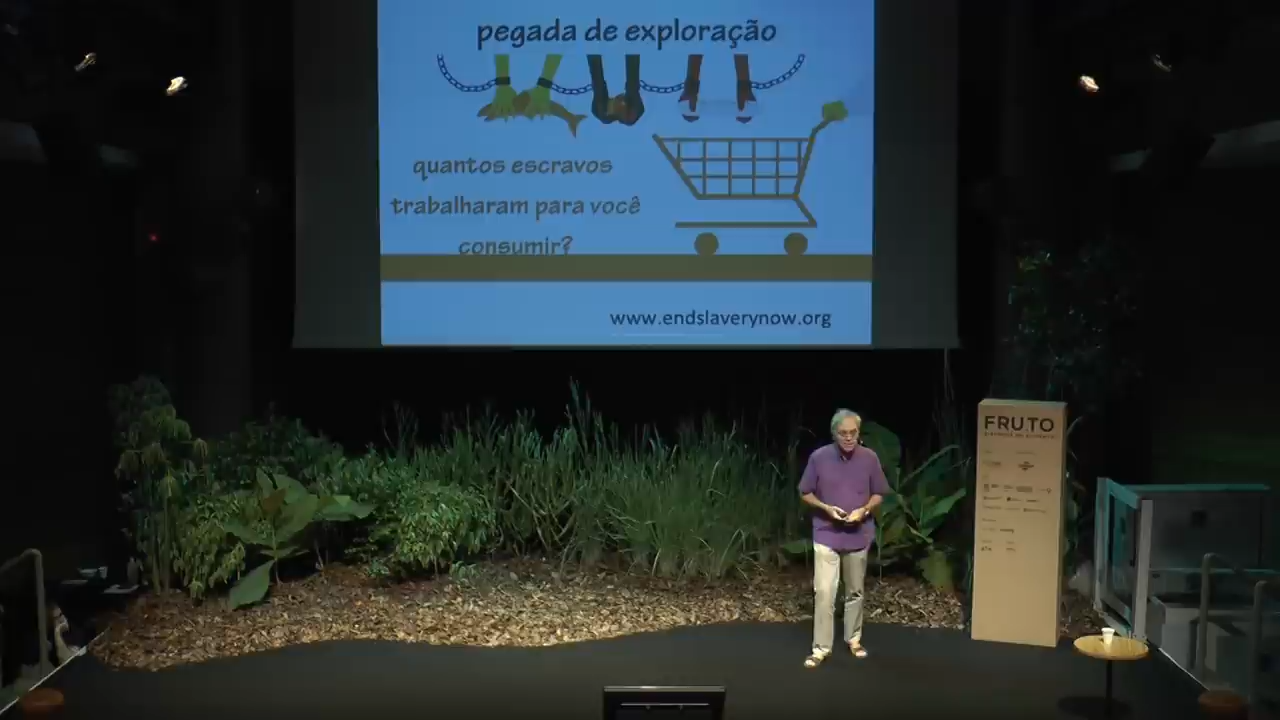 pegada de exploração
quantos escravos
trabalharam para você
consumir?
www.endslaverynow.org
FRUTO